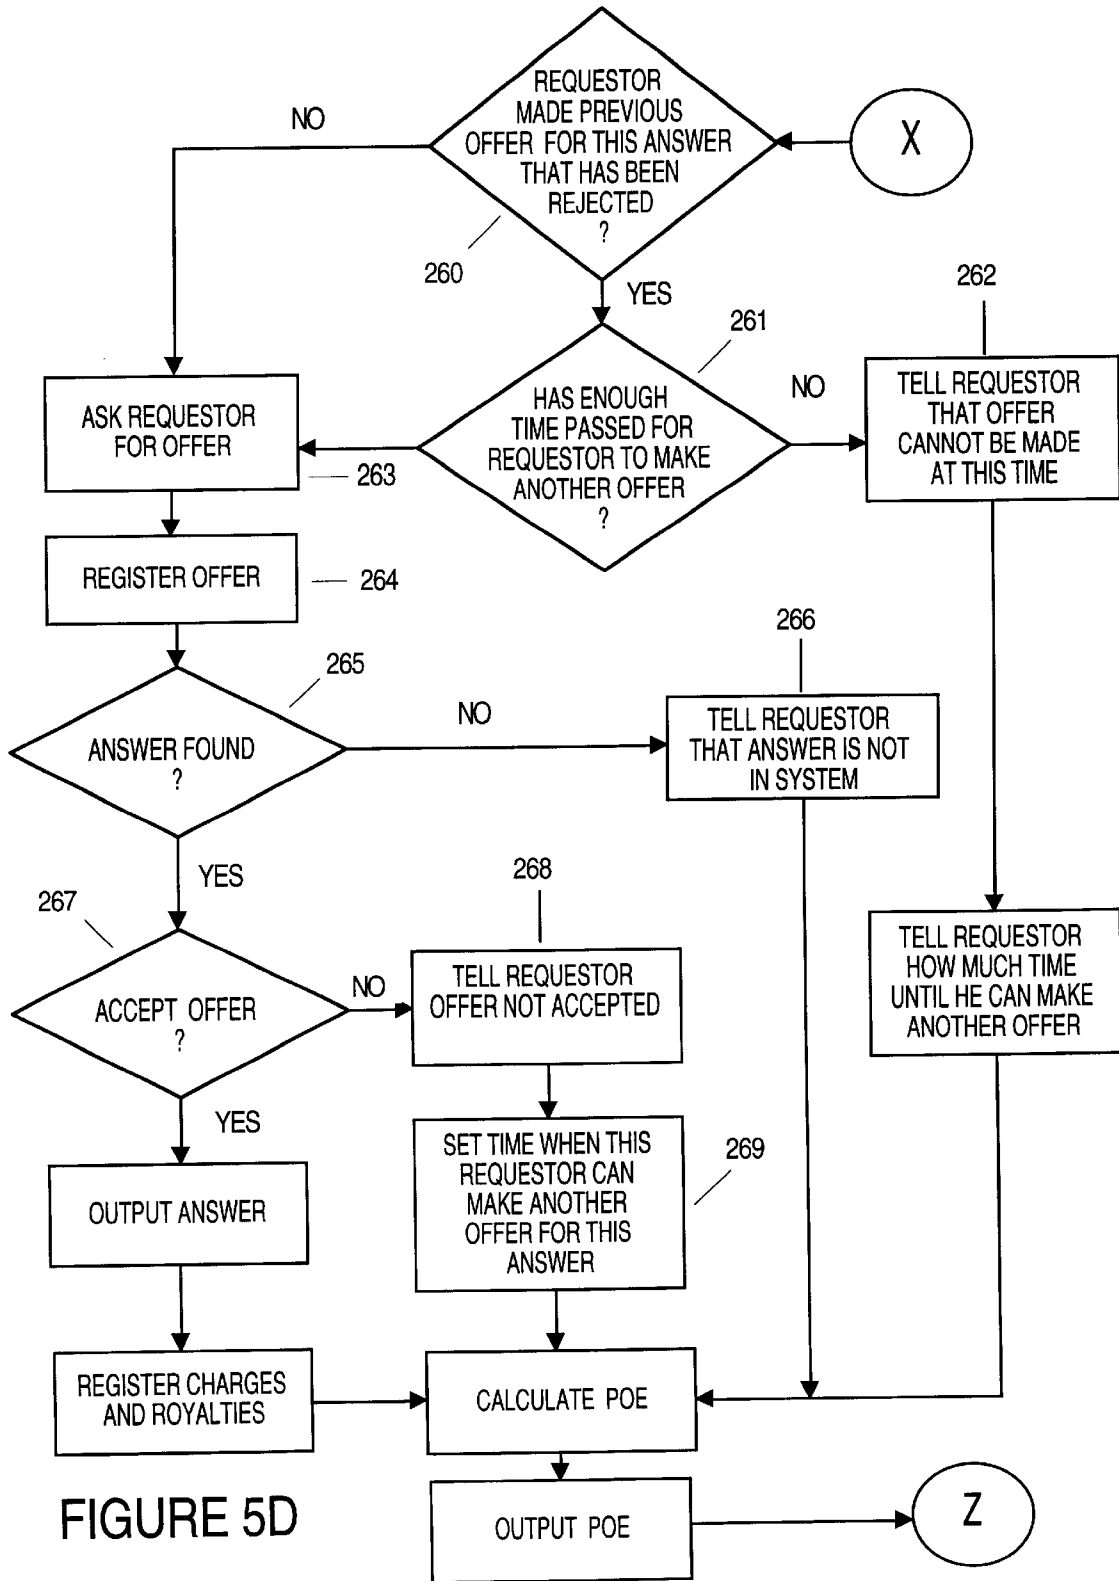 REQUESTOR
MADE PREVIOUS
OFFER FOR THIS ANSWER
THAT HAS BEEN
REJECTED
?
NO
X
260
YES
262
261
ASK REQUESTOR
FOR OFFER
263
HAS ENOUGH
TIME PASSED FOR
REQUESTOR TO MAKE
ANOTHER OFFER
?
NO
TELL REQUESTOR
THAT OFFER
CANNOT BE MADE
AT THIS TIME
REGISTER OFFER
264
265
266
ANSWER FOUND
?
NO
TELL REQUESTOR
THAT ANSWER IS NOT
IN SYSTEM
YES
267
268
ACCEPT OFFER
?
NO
TELL REQUESTOR
OFFER NOT ACCEPTED
TELL REQUESTOR
HOW MUCH TIME
UNTIL HE CAN MAKE
ANOTHER OFFER
YES
OUTPUT ANSWER
SET TIME WHEN THIS
REQUESTOR CAN
MAKE ANOTHER
OFFER FOR THIS
ANSWER
269
REGISTER CHARGES
AND ROYALTIES
CALCULATE POE
OUTPUT POE
Z
FIGURE 5D